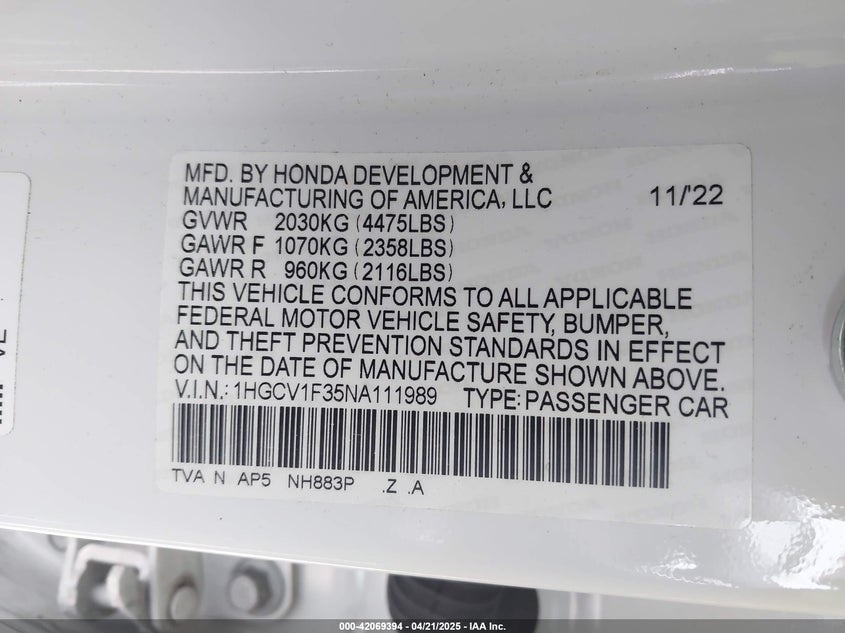 MFD. BY HONDA DEVELOPMENT &
MANUFACTURING OF AMERICA, LLC 11/'22
GVWR 2030KG (4475LBS)
GAWR F 1070KG (2358LBS)
GAWR R 960KG (2116LBS)
THIS VEHICLE CONFORMS TO ALL APPLICABLE
FEDERAL MOTOR VEHICLE SAFETY, BUMPER,
AND THEFT PREVENTION STANDARDS IN EFFECT
ON THE DATE OF MANUFACTURE SHOWN ABOVE.
V.I.N.: 1HGCV1F35NA111989 TYPE: PASSENGER CAR
TVA N AP5 NH883P .Z .A
000-42069394 - 04/21/2025 - IAA Inc.